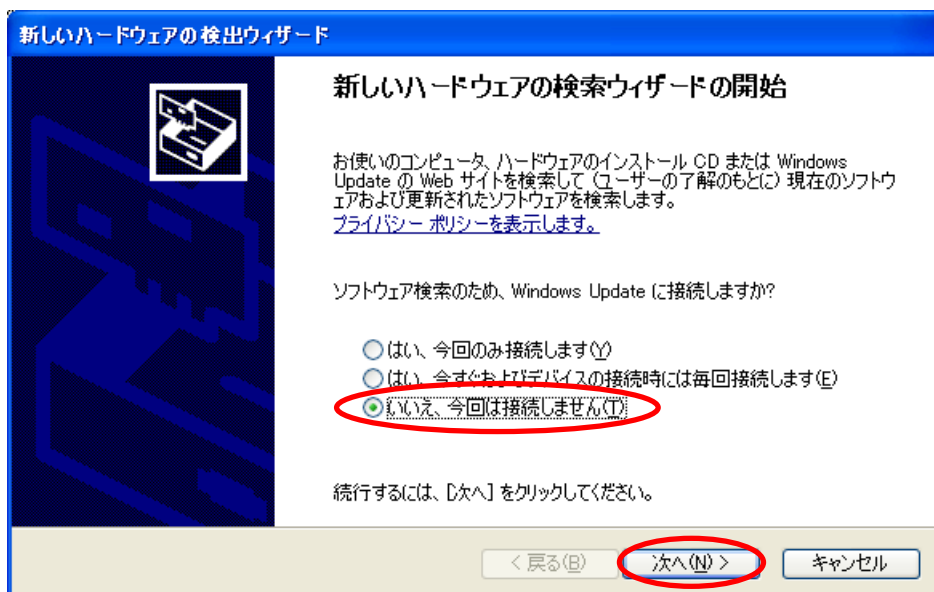 新しいハードウェアの検出ウィザード
新しいハードウェアの検索ウィザードの開始
お使いのコンピュータ、ハードウェアのインストール CD または Windows
Update の Web サイトを検索して (ユーザーの了解のもとに) 現在のソフトウ
ェアおよび更新されたソフトウェアを検索します。
プライバシー ポリシーを表示します。
ソフトウェア検索のため、Windows Update に接続しますか?
はい、今回のみ接続します(Y)
はい、今すぐおよびデバイスの接続時には毎回接続します(E)
いいえ、今回は接続しません(T)
続行するには、[次へ] をクリックしてください。
< 戻る(B) 次へ(N) > キャンセル